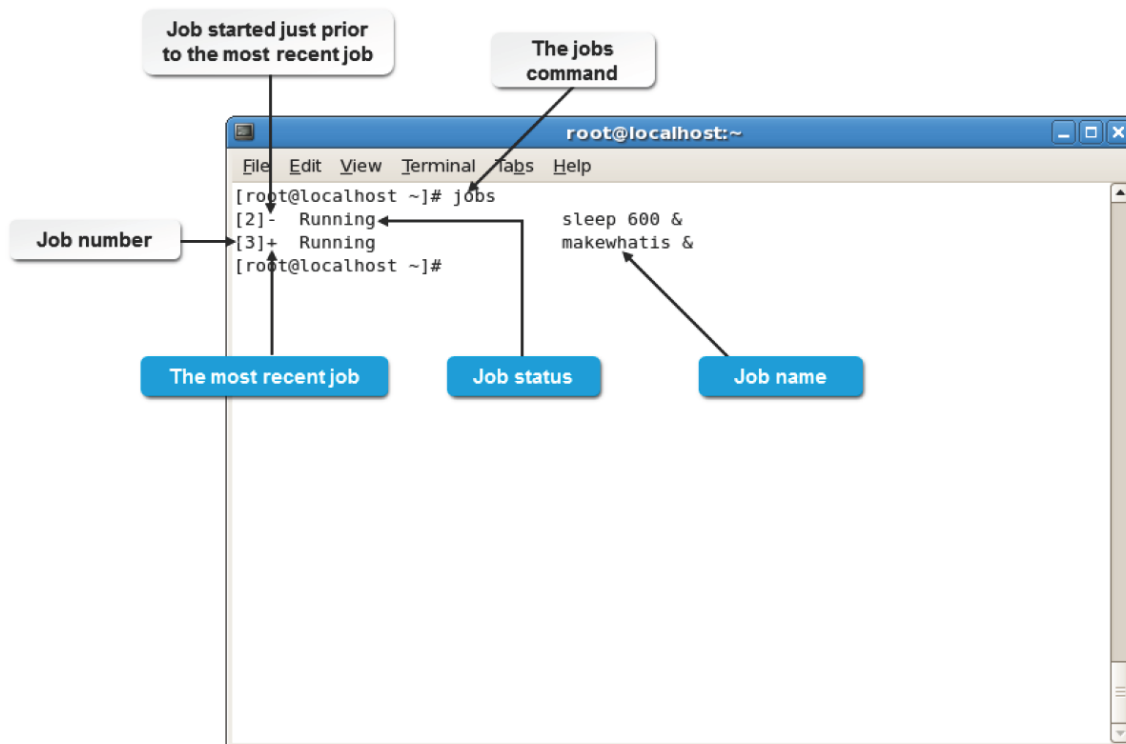 Job started just prior
to the most recent job
The jobs
command
root@localhost:~
File Edit View Terminal Tabs Help
[root@localhost ~]# jobs
[2]-  Running                 sleep 600 &
Job number
[3]+  Running                 makewhatis &
[root@localhost ~]#
The most recent job
Job status
Job name